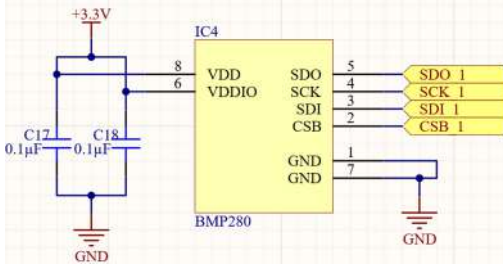 +3.3V
IC4
8 VDD SDO 5 SDO_1
6 VDDIO SCK 4 SCK_1
SDI 3 SDI_1
CSB 2 CSB_1
C17 C18
0.1µF 0.1µF
GND 1
GND 7
BMP280
GND GND